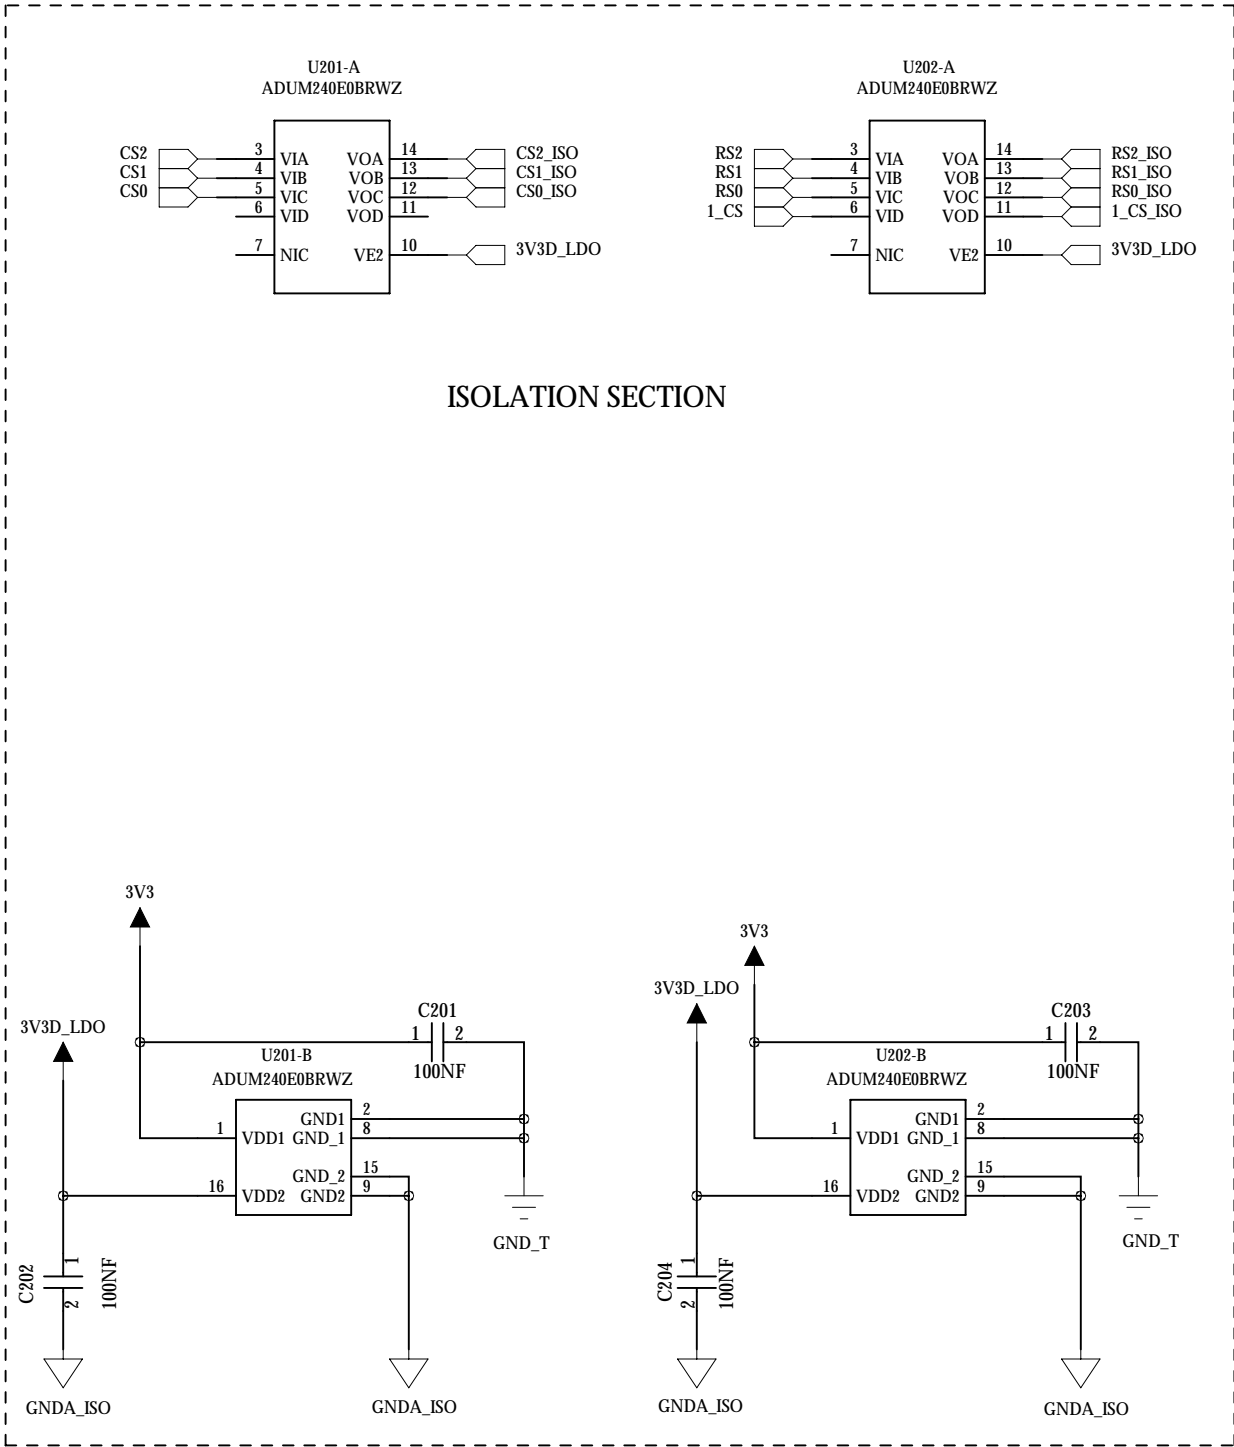 U201-A
ADUM240E0BRWZ
CS2 3 VIA VOA 14 CS2_ISO
CS1 4 VIB VOB 13 CS1_ISO
CS0 5 VIC VOC 12 CS0_ISO
6 VID VOD 11
7 NIC VE2 10 3V3D_LDO
U202-A
ADUM240E0BRWZ
RS2 3 VIA VOA 14 RS2_ISO
RS1 4 VIB VOB 13 RS1_ISO
RS0 5 VIC VOC 12 RS0_ISO
1_CS 6 VID VOD 11 1_CS_ISO
7 NIC VE2 10 3V3D_LDO
ISOLATION SECTION
3V3
3V3D_LDO
C201
1 2
100NF
U201-B
ADUM240E0BRWZ
GND1 2
1 VDD1 GND_1 8
GND_2 15
16 VDD2 GND2 9
GND_T
C202
1
2
100NF
GNDA_ISO
GNDA_ISO
3V3
3V3D_LDO
C203
1 2
100NF
U202-B
ADUM240E0BRWZ
GND1 2
1 VDD1 GND_1 8
GND_2 15
16 VDD2 GND2 9
GND_T
C204
1
2
100NF
GNDA_ISO
GNDA_ISO